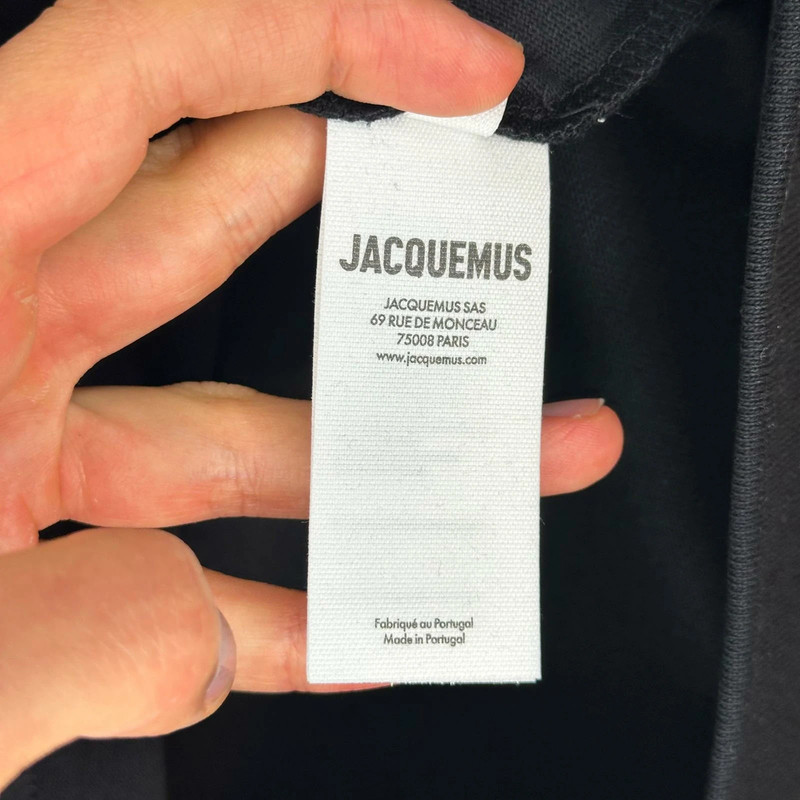 JACQUEMUS
JACQUEMUS SAS
69 RUE DE MONCEAU
75008 PARIS
www.jacquemus.com
Fabriqué au Portugal
Made in Portugal